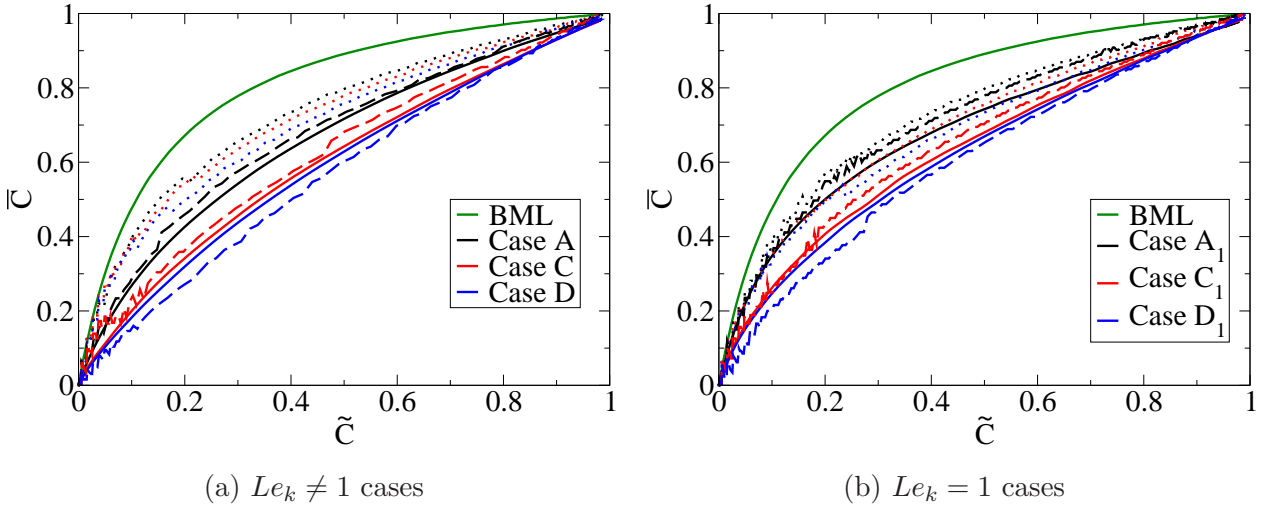 1
0.8
0.6
0.4
0.2
0
C̅
0 0.2 0.4 0.6 0.8 1
C̃
BML
Case A
Case C
Case D
(a) Le_k ≠ 1 cases
1
0.8
0.6
0.4
0.2
0
C̅
0 0.2 0.4 0.6 0.8 1
C̃
BML
Case A₁
Case C₁
Case D₁
(b) Le_k = 1 cases